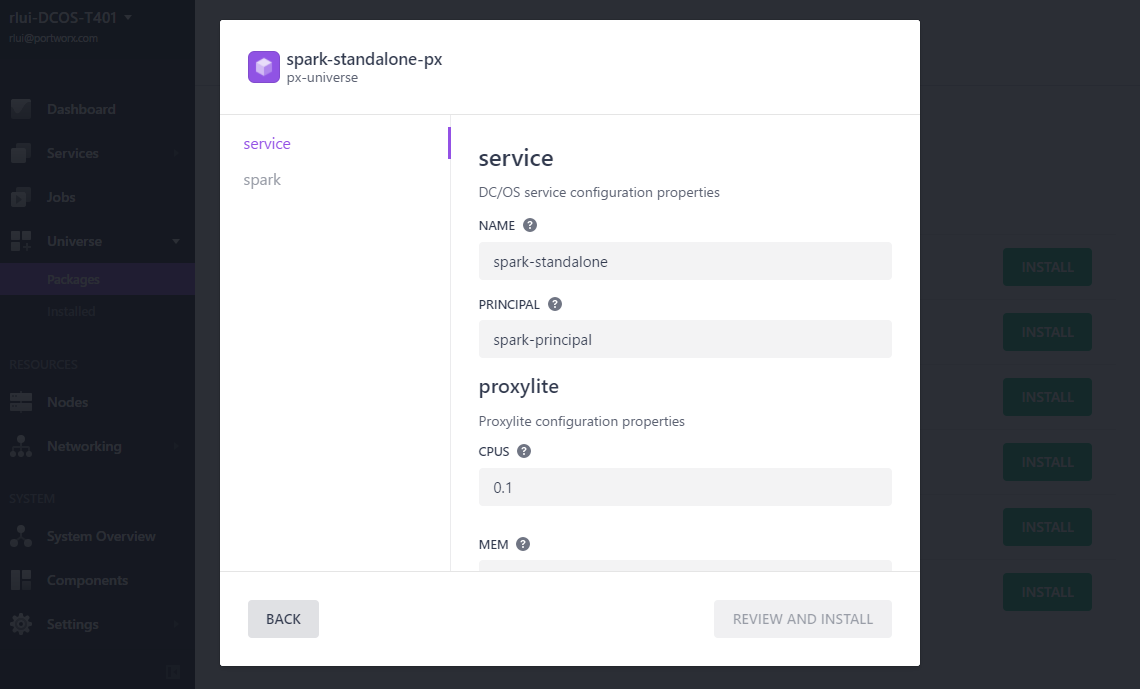 rlui-DCOS-T401
rlui@portworx.com
Dashboard
Services
Jobs
Universe
Packages
Installed
RESOURCES
Nodes
Networking
SYSTEM
System Overview
Components
Settings
spark-standalone-px
px-universe
service
spark
service
DC/OS service configuration properties
NAME ?
spark-standalone
PRINCIPAL ?
spark-principal
proxylite
Proxylite configuration properties
CPUS ?
0.1
MEM ?
BACK
REVIEW AND INSTALL
INSTALL
INSTALL
INSTALL
INSTALL
INSTALL
INSTALL